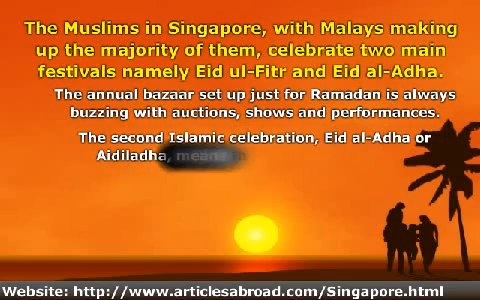 The Muslims in Singapore, with Malays making
up the majority of them, celebrate two main
festivals namely Eid ul-Fitr and Eid al-Adha.
The annual bazaar set up just for Ramadan is always
buzzing with auctions, shows and performances.
The second Islamic celebration, Eid al-Adha or
Aidiladha, means
Website: http://www.articlesabroad.com/Singapore.html